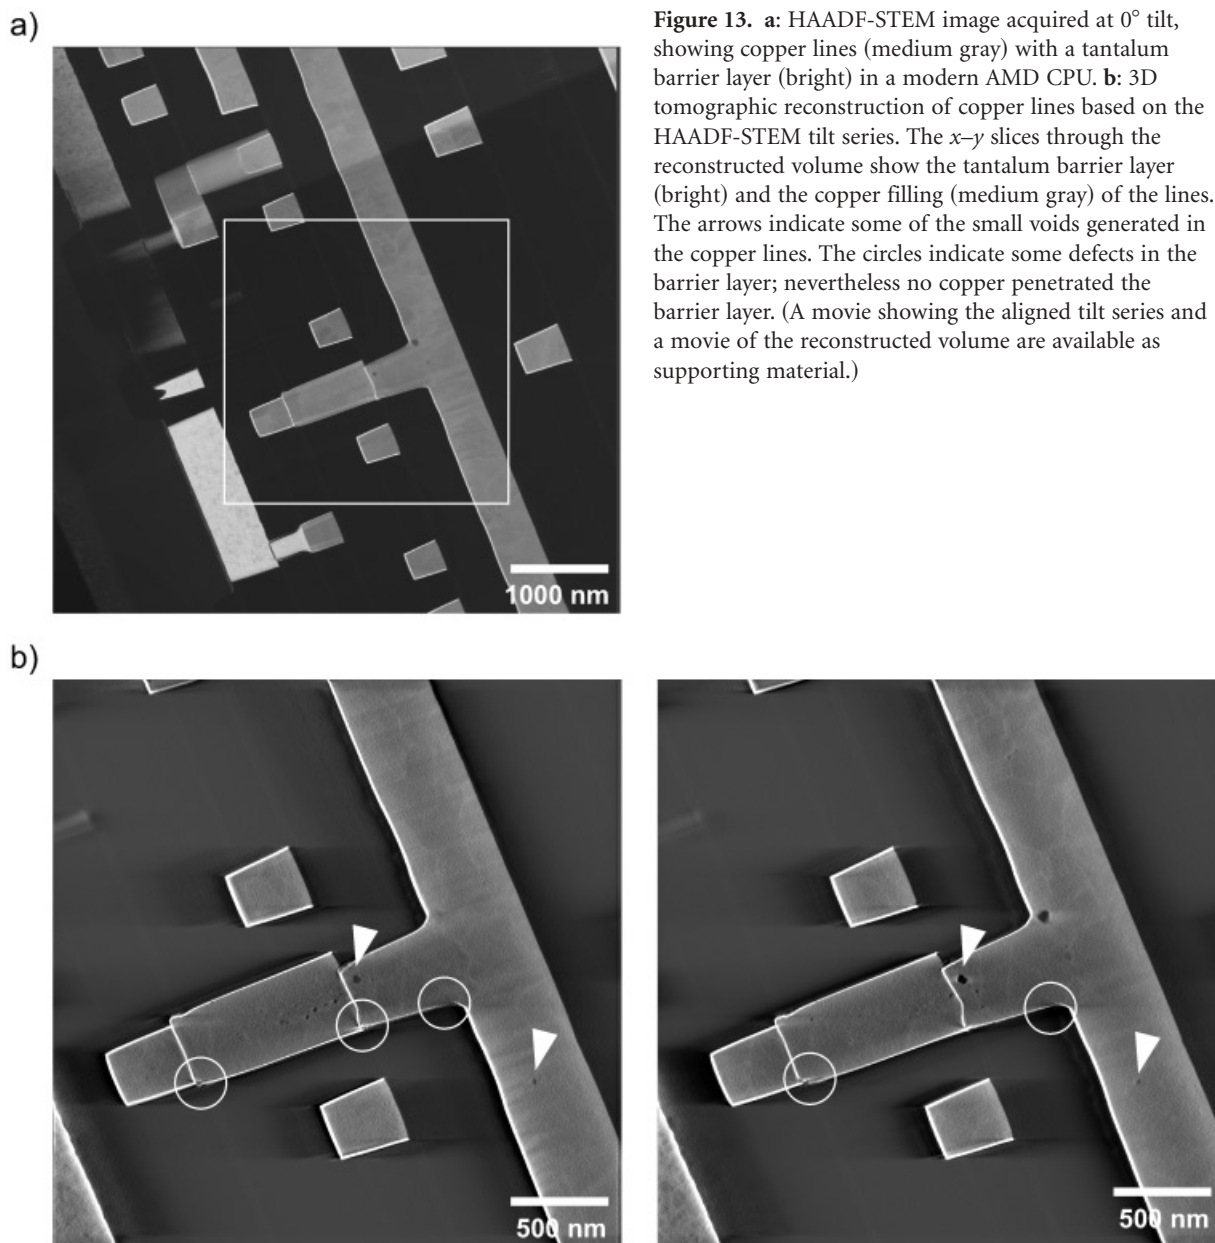 a)
Figure 13. a: HAADF-STEM image acquired at 0° tilt,
showing copper lines (medium gray) with a tantalum
barrier layer (bright) in a modern AMD CPU. b: 3D
tomographic reconstruction of copper lines based on the
HAADF-STEM tilt series. The x–y slices through the
reconstructed volume show the tantalum barrier layer
(bright) and the copper filling (medium gray) of the lines.
The arrows indicate some of the small voids generated in
the copper lines. The circles indicate some defects in the
barrier layer; nevertheless no copper penetrated the
barrier layer. (A movie showing the aligned tilt series and
a movie of the reconstructed volume are available as
supporting material.)
1000 nm
b)
500 nm
500 nm